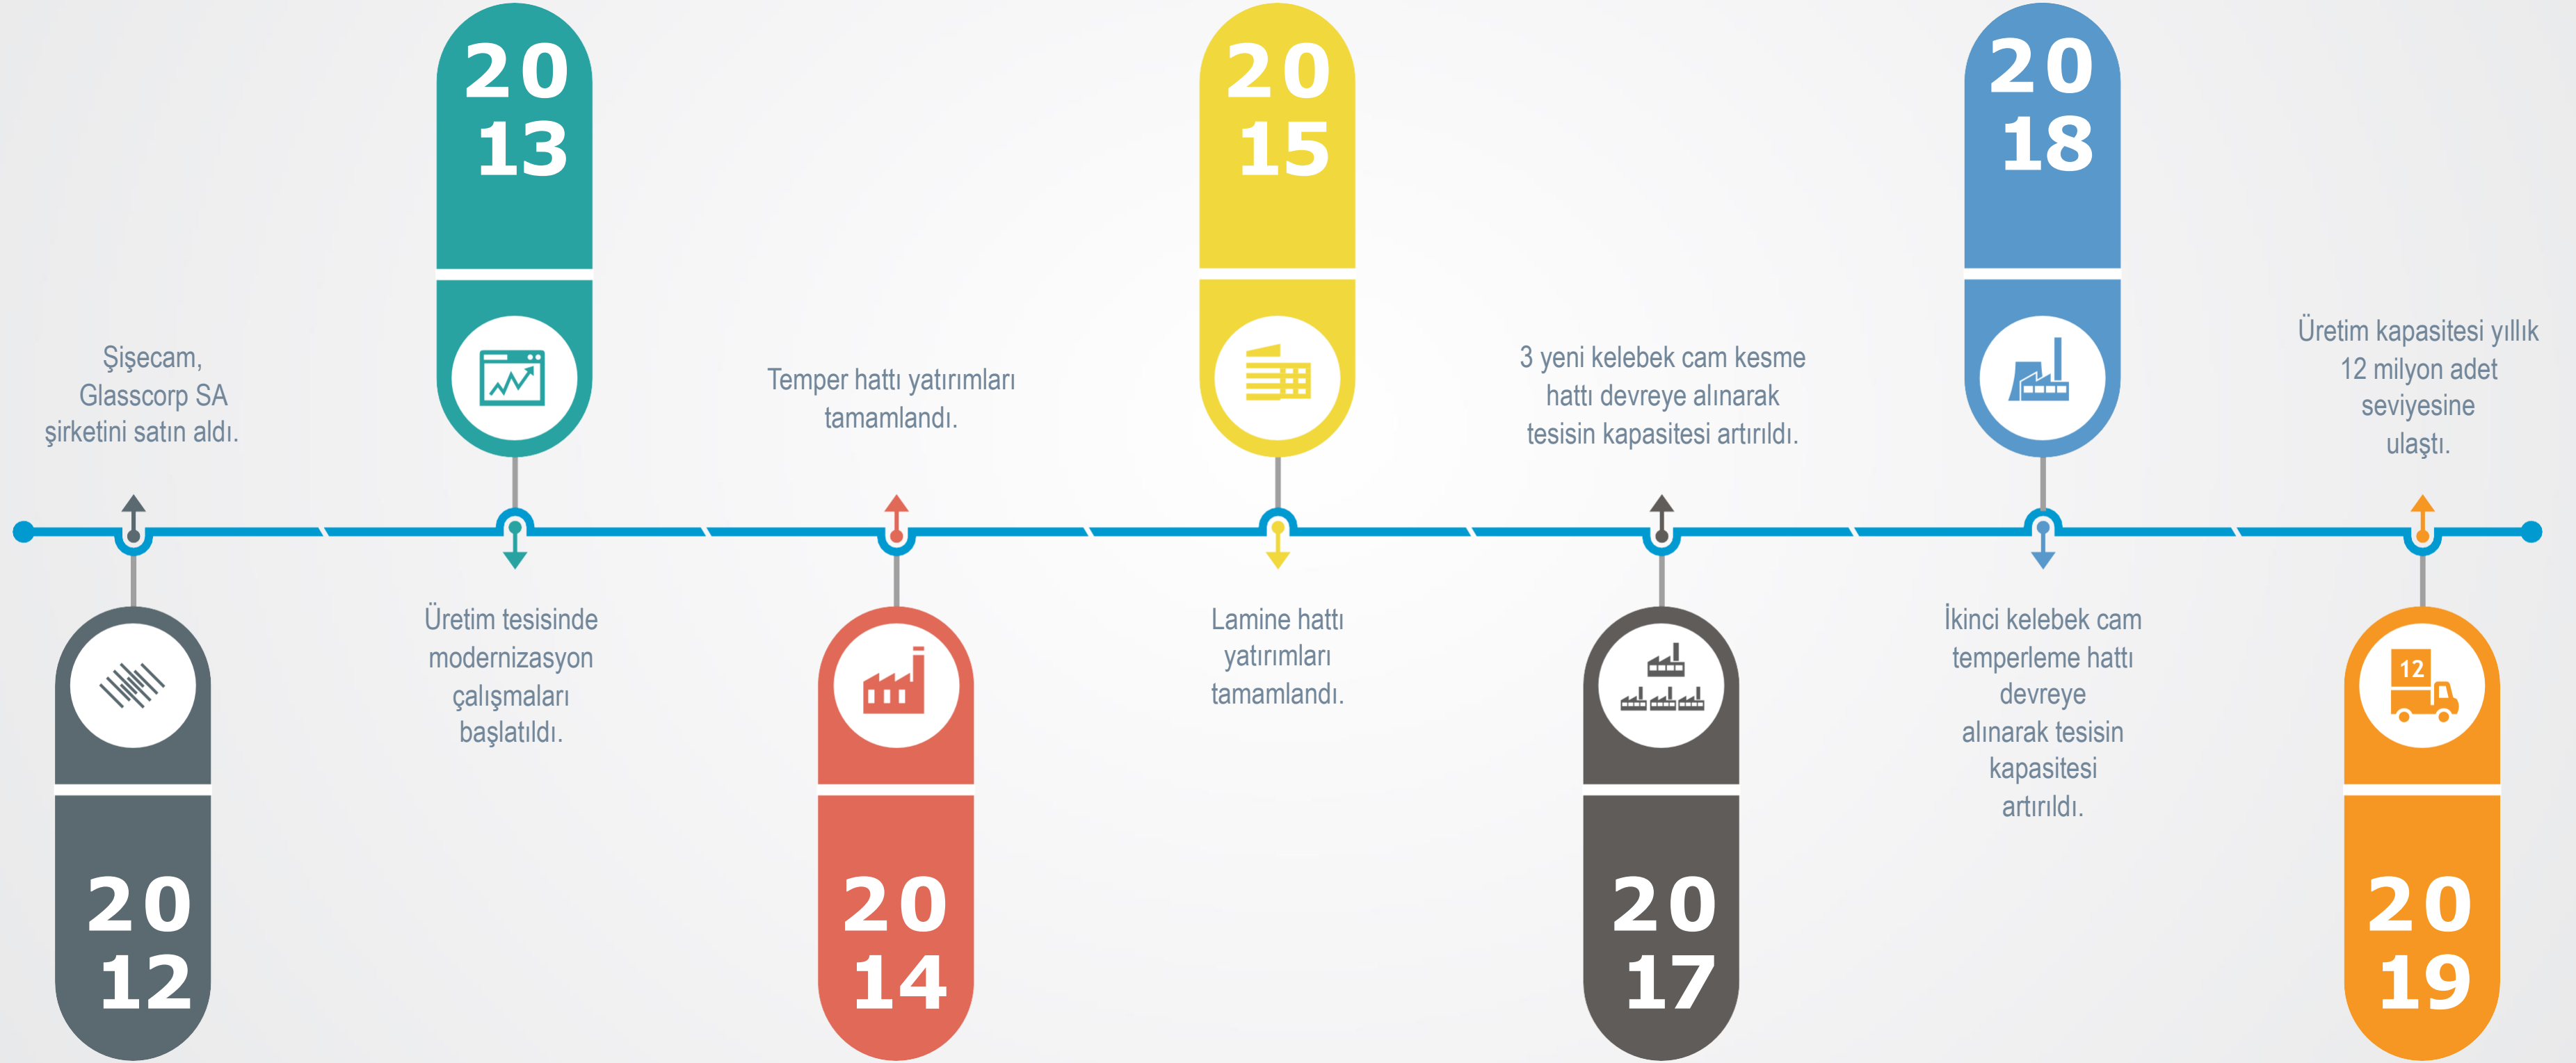 20
12
Şişecam,
Glasscorp SA
şirketini satın aldı.
20
13
Üretim tesisinde
modernizasyon
çalışmaları
başlatıldı.
20
14
Temper hattı yatırımları
tamamlandı.
20
15
Lamine hattı
yatırımları
tamamlandı.
20
17
3 yeni kelebek cam kesme
hattı devreye alınarak
tesisin kapasitesi artırıldı.
20
18
İkinci kelebek cam
temperleme hattı
devreye
alınarak tesisin
kapasitesi
artırıldı.
12
20
19
Üretim kapasitesi yıllık
12 milyon adet
seviyesine
ulaştı.